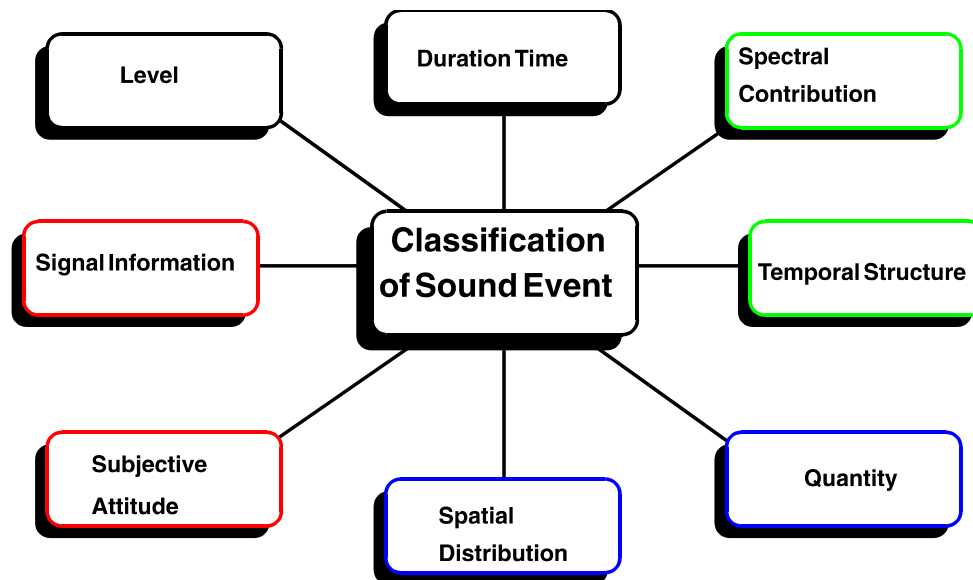 Level
Duration Time
Spectral
Contribution
Signal Information
Classification
of Sound Event
Temporal Structure
Subjective
Attitude
Spatial
Distribution
Quantity